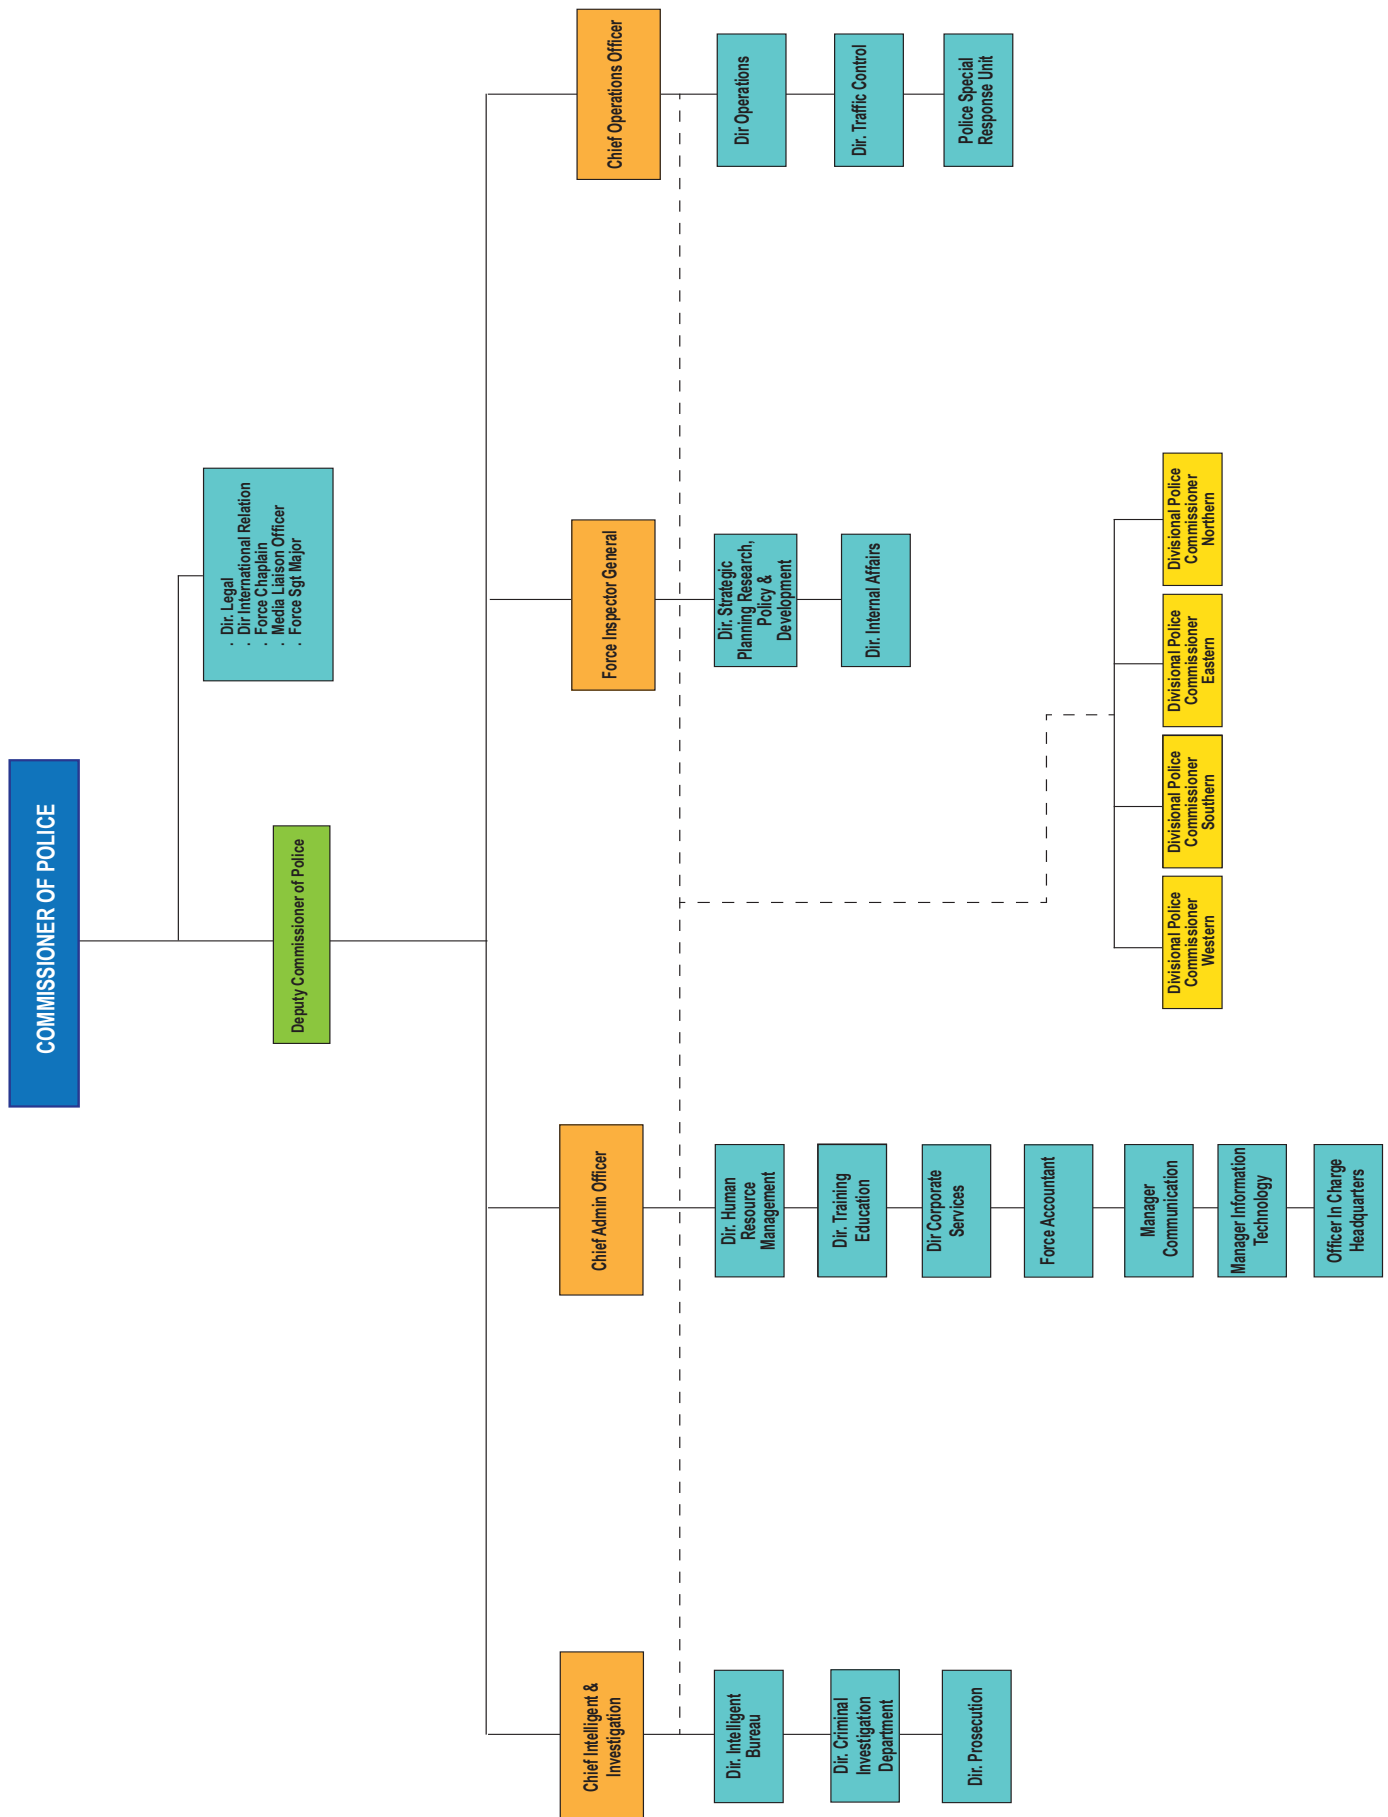 COMMISSIONER OF POLICE
. Dir. Legal
. Dir International Relation
. Force Chaplain
. Media Liaison Officer
. Force Sgt Major
Deputy Commissioner of Police
Chief Intelligent &
Investigation
Chief Admin Officer
Force Inspector General
Chief Operations Officer
Dir. Intelligent
Bureau
Dir. Criminal
Investigation
Department
Dir. Prosecution
Dir. Human
Resource
Management
Dir. Training
Education
Dir Corporate
Services
Force Accountant
Manager
Communication
Manager Information
Technology
Officer In Charge
Headquarters
Dir. Strategic
Planning Research,
Policy &
Development
Dir. Internal Affairs
Dir Operations
Dir. Traffic Control
Police Special
Response Unit
Divisional Police
Commissioner
Western
Divisional Police
Commissioner
Southern
Divisional Police
Commissioner
Eastern
Divisional Police
Commissioner
Northern